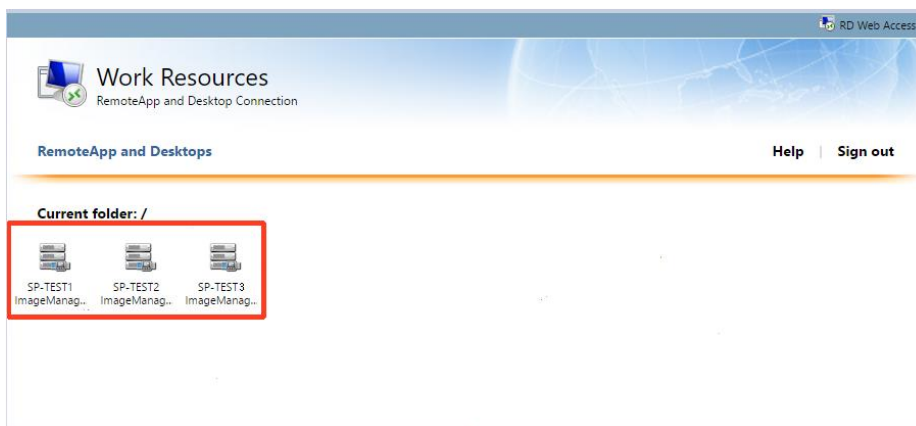 RD Web Access
Work Resources
RemoteApp and Desktop Connection
RemoteApp and Desktops
Help | Sign out
Current folder: /
SP-TEST1 SP-TEST2 SP-TEST3
ImageManag... ImageManag... ImageManag...